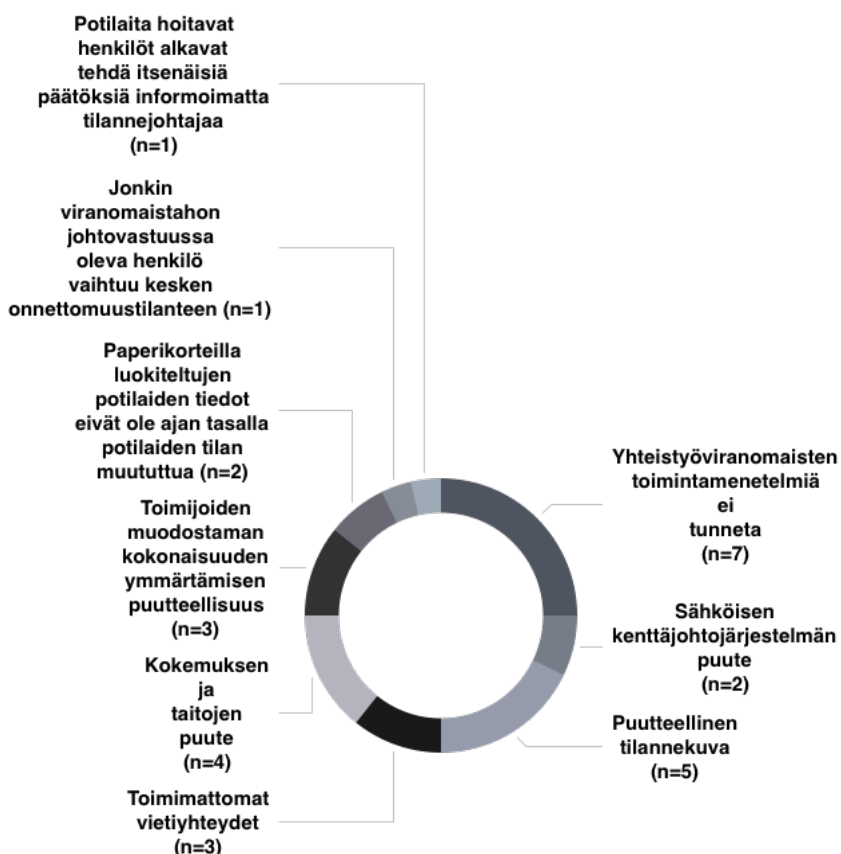 Potilaita hoitavat
henkilöt alkavat
tehdä itsenäisiä
päätöksiä informoimatta
tilannejohtajaa
(n=1)
Jonkin
viranomaistahon
johtovastuussa
oleva henkilö
vaihtuu kesken
onnettomuustilanteen (n=1)
Paperikorteilla
luokiteltujen
potilaiden tiedot
eivät ole ajan tasalla
potilaiden tilan
muututtua (n=2)
Toimijoiden
muodostaman
kokonaisuuden
ymmärtämisen
puutteellisuus
(n=3)
Kokemuksen
ja
taitojen
puute
(n=4)
Toimimattomat
vietiyhteydet
(n=3)
Yhteistyöviranomaisten
toimintamenetelmiä
ei
tunneta
(n=7)
Sähköisen
kenttäjohtojärjestelmän
puute
(n=2)
Puutteellinen
tilannekuva
(n=5)